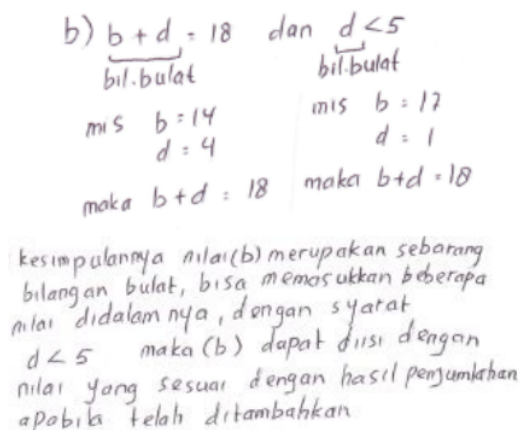 b) b + d = 18 dan d < 5
bil.bulat bil.bulat
mis b = 14 mis b = 17
d = 4 d = 1
maka b + d = 18 maka b+d = 18
kesimpulannya nilai (b) merupakan sebarang
bilangan bulat, bisa memasukkan beberapa
nilai didalamnya, dengan syarat
d < 5 maka (b) dapat diisi dengan
nilai yang sesuai dengan hasil penjumlahan
apabila telah ditambahkan